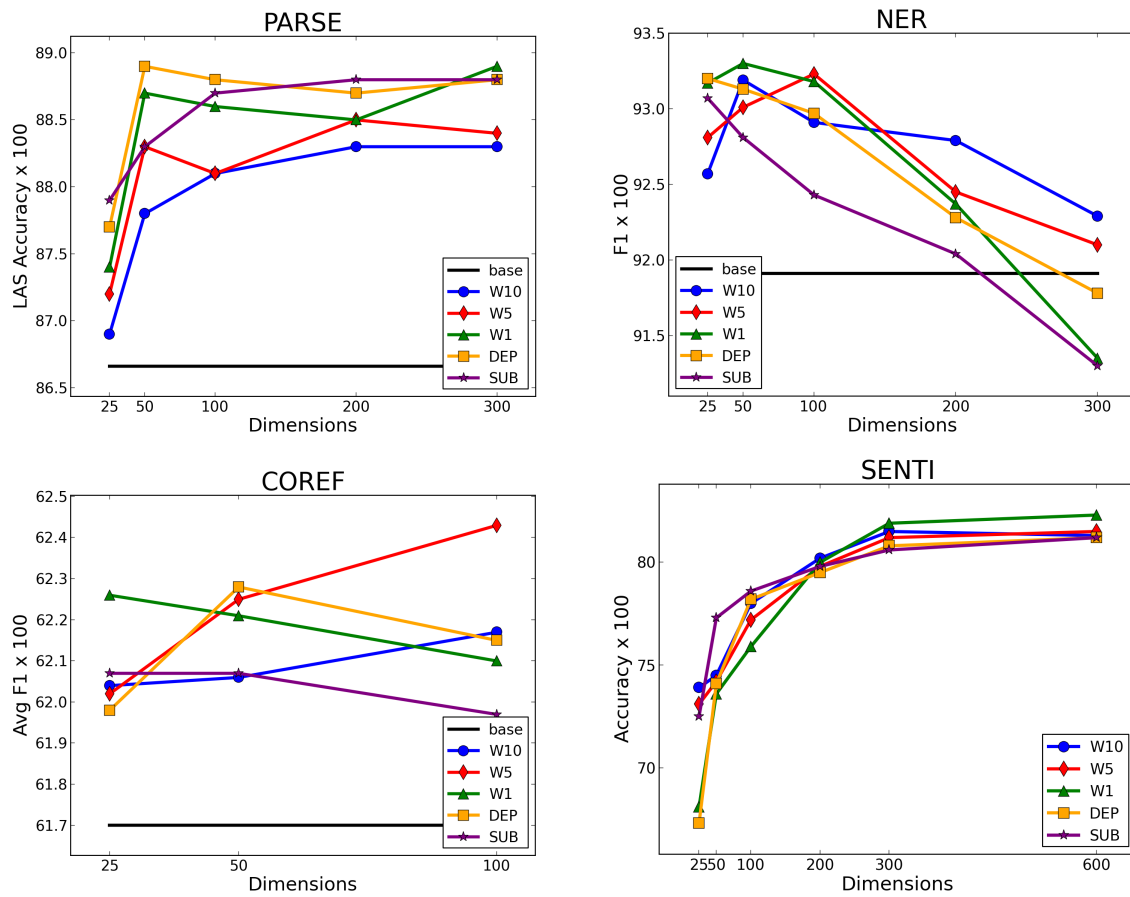 PARSE
LAS Accuracy x 100
89.0
88.5
88.0
87.5
87.0
86.5
25 50 100 200 300
Dimensions
base
W10
W5
W1
DEP
SUB
NER
F1 x 100
93.5
93.0
92.5
92.0
91.5
25 50 100 200 300
Dimensions
base
W10
W5
W1
DEP
SUB
COREF
Avg F1 x 100
62.5
62.4
62.3
62.2
62.1
62.0
61.9
61.8
61.7
25 50 100
Dimensions
base
W10
W5
W1
DEP
SUB
SENTI
Accuracy x 100
80
75
70
25 50 100 200 300 600
Dimensions
W10
W5
W1
DEP
SUB